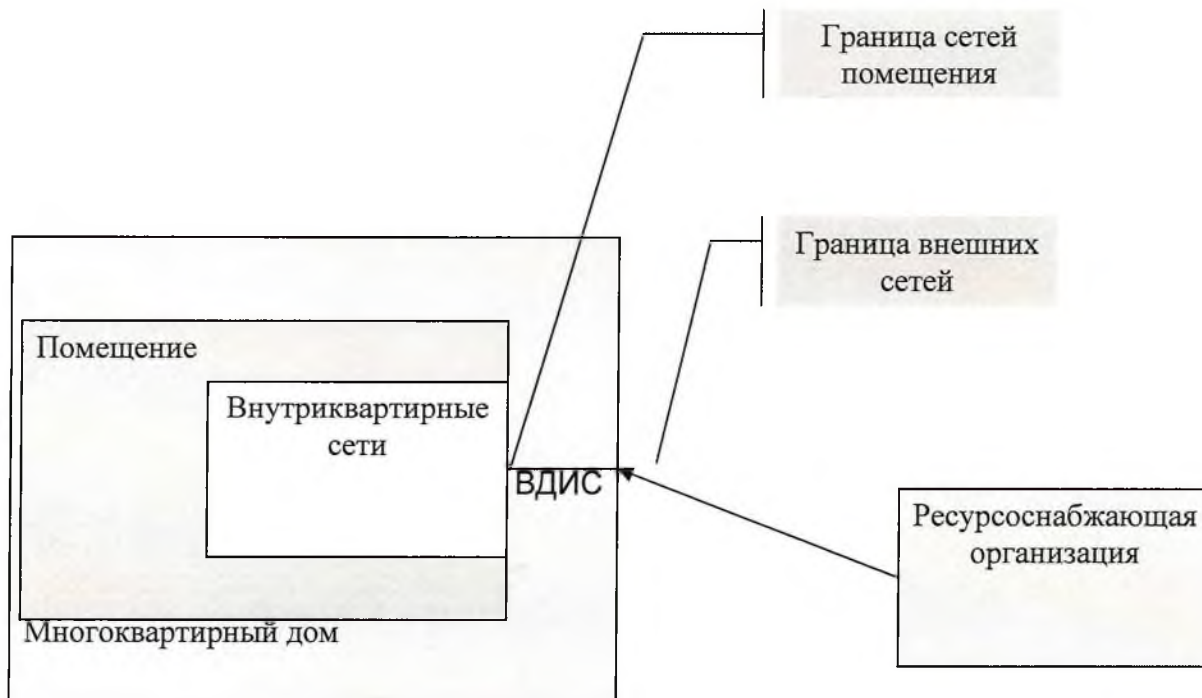 Граница сетей
помещения
Граница внешних
сетей
Помещение
Внутриквартирные
сети
ВДИС
Ресурсоснабжающая
организация
Многоквартирный дом